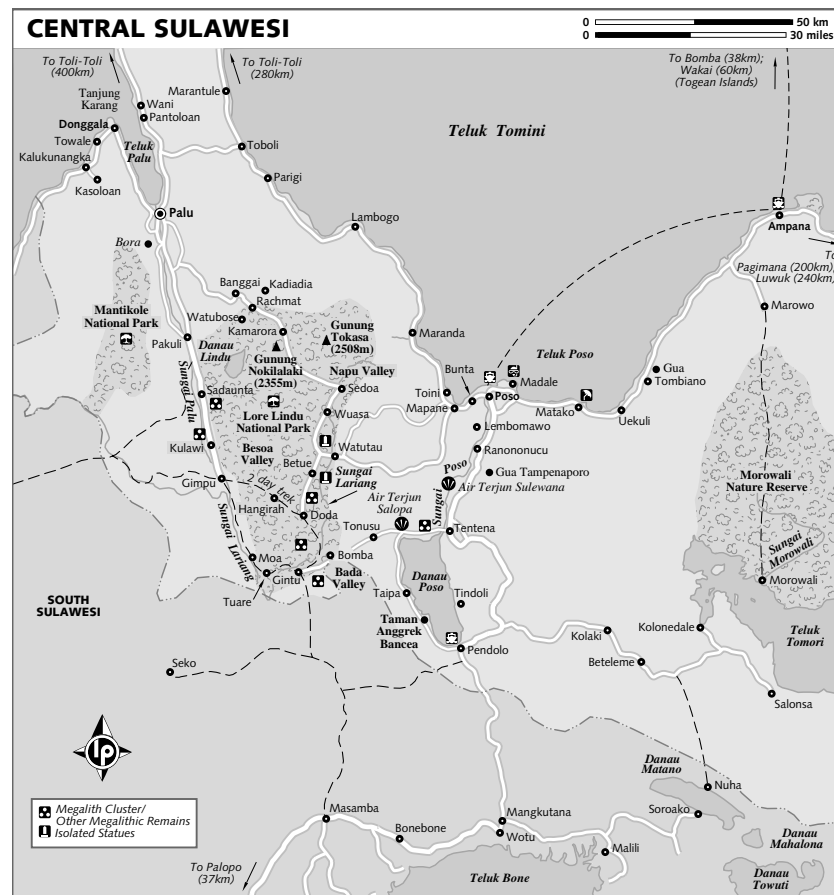 CENTRAL SULAWESI
0 50 km
0 30 miles
To Toli-Toli
(400km)
To Toli-Toli
(280km)
To Bomba (38km);
Wakai (60km)
(Togean Islands)
Tanjung
Karang
Marantule
Wani
Pantoloan
Donggala
Towale
Teluk
Palu
Kalukunangka
Kasoloan
Toboli
Teluk Tomini
Parigi
Palu
Lambogo
Ampana
Bora
To
Pagimana (200km);
Luwuk (240km)
Banggai
Kadiadia
Rachmat
Marowo
Mantikole
National Park
Watubose
Kamarora
Gunung
Tokasa
(2508m)
Danau
Lindu
Maranda
Pakuli
Gunung
Nokilalaki
(2355m)
Napu Valley
Bunta
Teluk Poso
Gua
Tombiano
Sungai Palu
Sadaunta
Sedoa
Toini
Madale
Poso
Mapane
Matako
Uekuli
Lore Lindu
National Park
Wuasa
Lembomawo
Kulawi
Besoa
Valley
Watutau
Ranononucu
Betue
Sungai
Lariang
Gua Tampenaporo
Morowali
Nature Reserve
Gimpu
2 day trek
Sungai Poso
Air Terjun Sulewana
Hangirah
Air Terjun
Salopa
Doda
Tonusu
Tentena
Sungai
Morowali
Sungai Lariang
Moa
Bomba
Gintu
Bada
Valley
Danau
Poso
Morowali
Tuare
SOUTH
SULAWESI
Taipa
Tindoli
Taman
Anggrek
Bancea
Kolaki
Kolonedale
Teluk
Tomori
Pendolo
Beteleme
Seko
Salonsa
lp
Danau
Matano
Nuha
Megalith Cluster/
Other Megalithic Remains
Isolated Statues
Masamba
Mangkutana
Soroako
Bonebone
Wotu
Danau
Mahalona
Malili
To Palopo
(37km)
Teluk Bone
Danau
Towuti